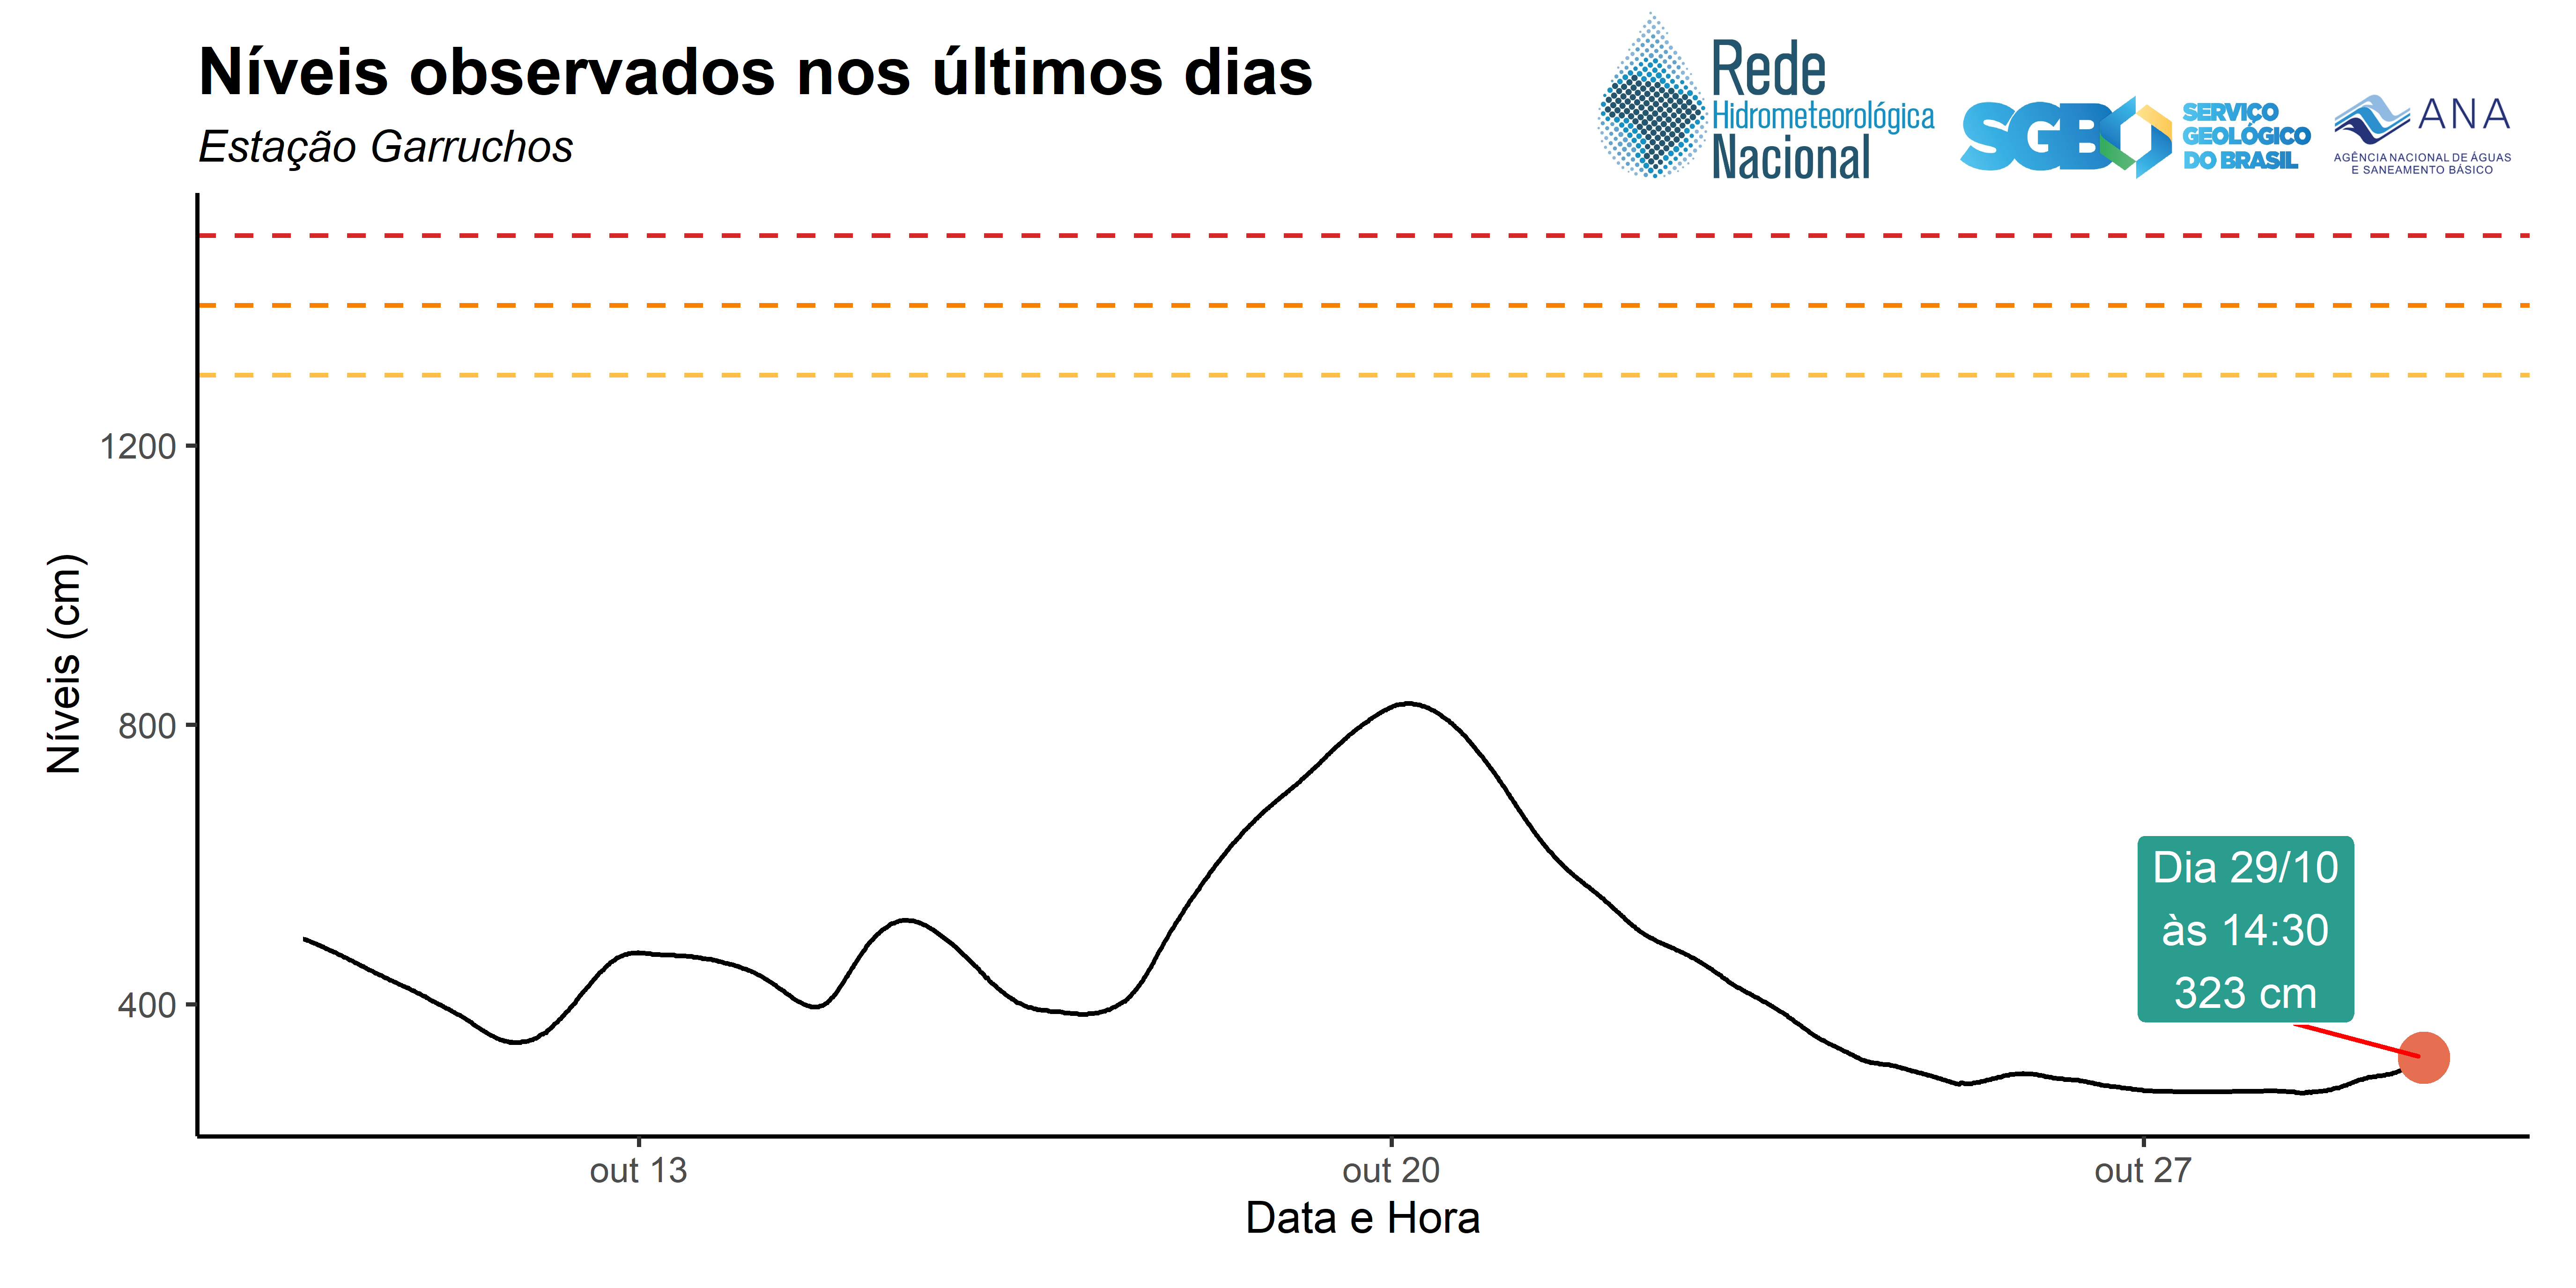 Níveis observados nos últimos dias
Estação Garruchos
Rede
Hidrometeorológica
Nacional
SGB
SERVIÇO
GEOLÓGICO
DO BRASIL
ANA
AGÊNCIA NACIONAL DE ÁGUAS
E SANEAMENTO BÁSICO
Níveis (cm)
1200
800
400
Dia 29/10
às 14:30
323 cm
out 13
out 20
out 27
Data e Hora